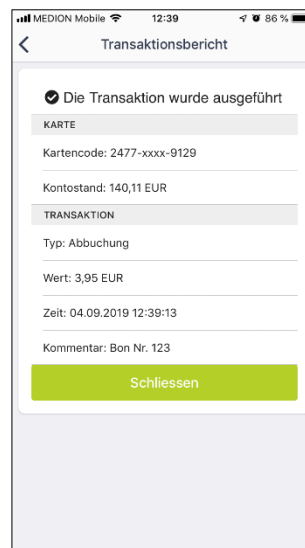 MEDION Mobile 12:39 86 %
Transaktionsbericht
Die Transaktion wurde ausgeführt
KARTE
Kartencode: 2477-xxxx-9129
Kontostand: 140,11 EUR
TRANSAKTION
Typ: Abbuchung
Wert: 3,95 EUR
Zeit: 04.09.2019 12:39:13
Kommentar: Bon Nr. 123
Schliessen